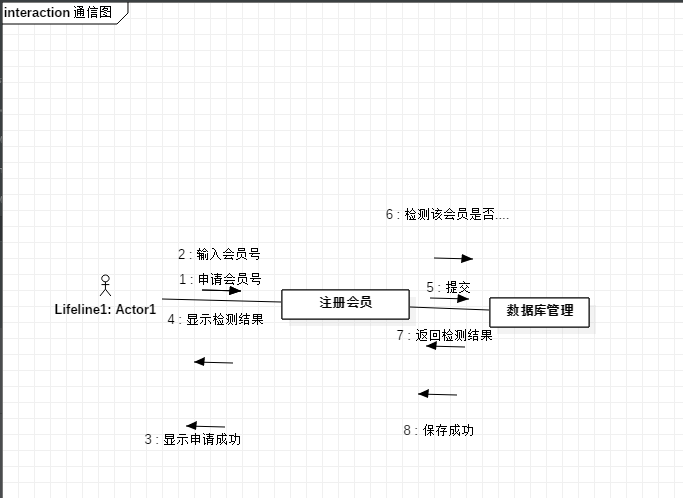 interaction 通信图
6 : 检测该会员是否....
2 : 输入会员号
1 : 申请会员号
5 : 提交
注册会员
Lifeline1: Actor1
数据库管理
4 : 显示检测结果
7 : 返回检测结果
3 : 显示申请成功
8 : 保存成功